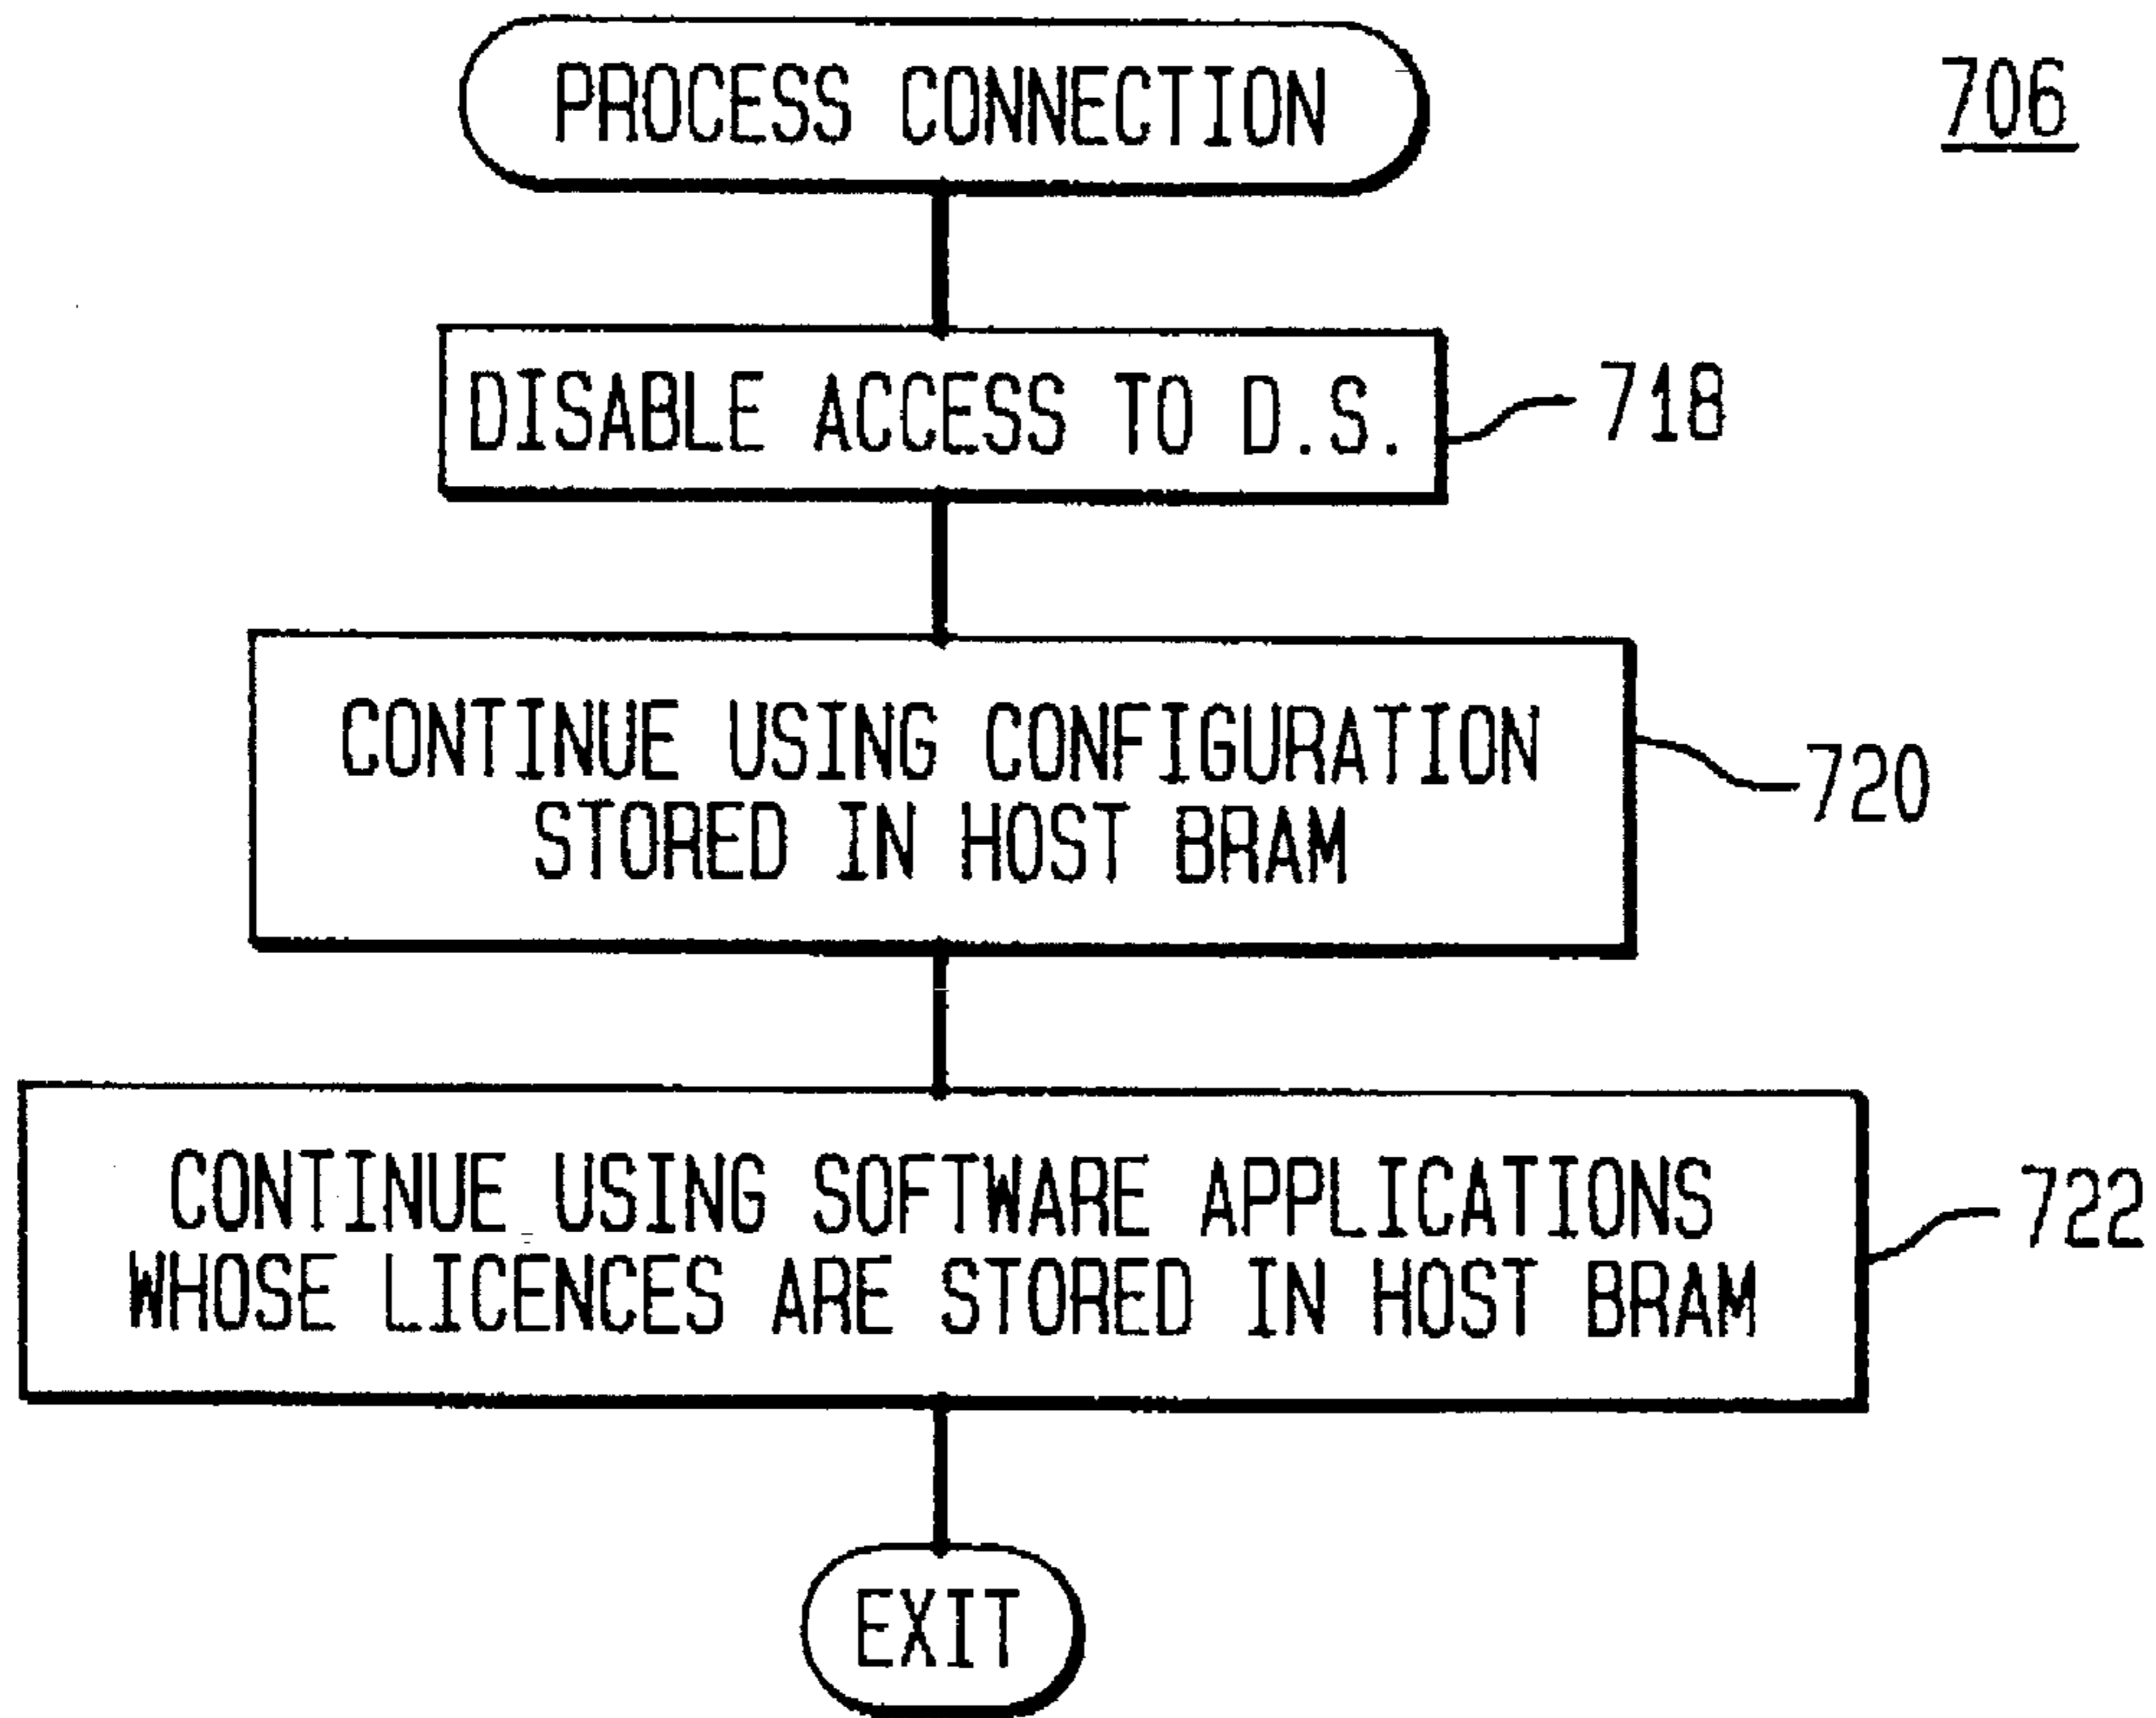 PROCESS CONNECTION
706
DISABLE ACCESS TO D.S.
718
CONTINUE USING CONFIGURATION
STORED IN HOST BRAM
720
CONTINUE USING SOFTWARE APPLICATIONS
WHOSE LICENCES ARE STORED IN HOST BRAM
722
EXIT